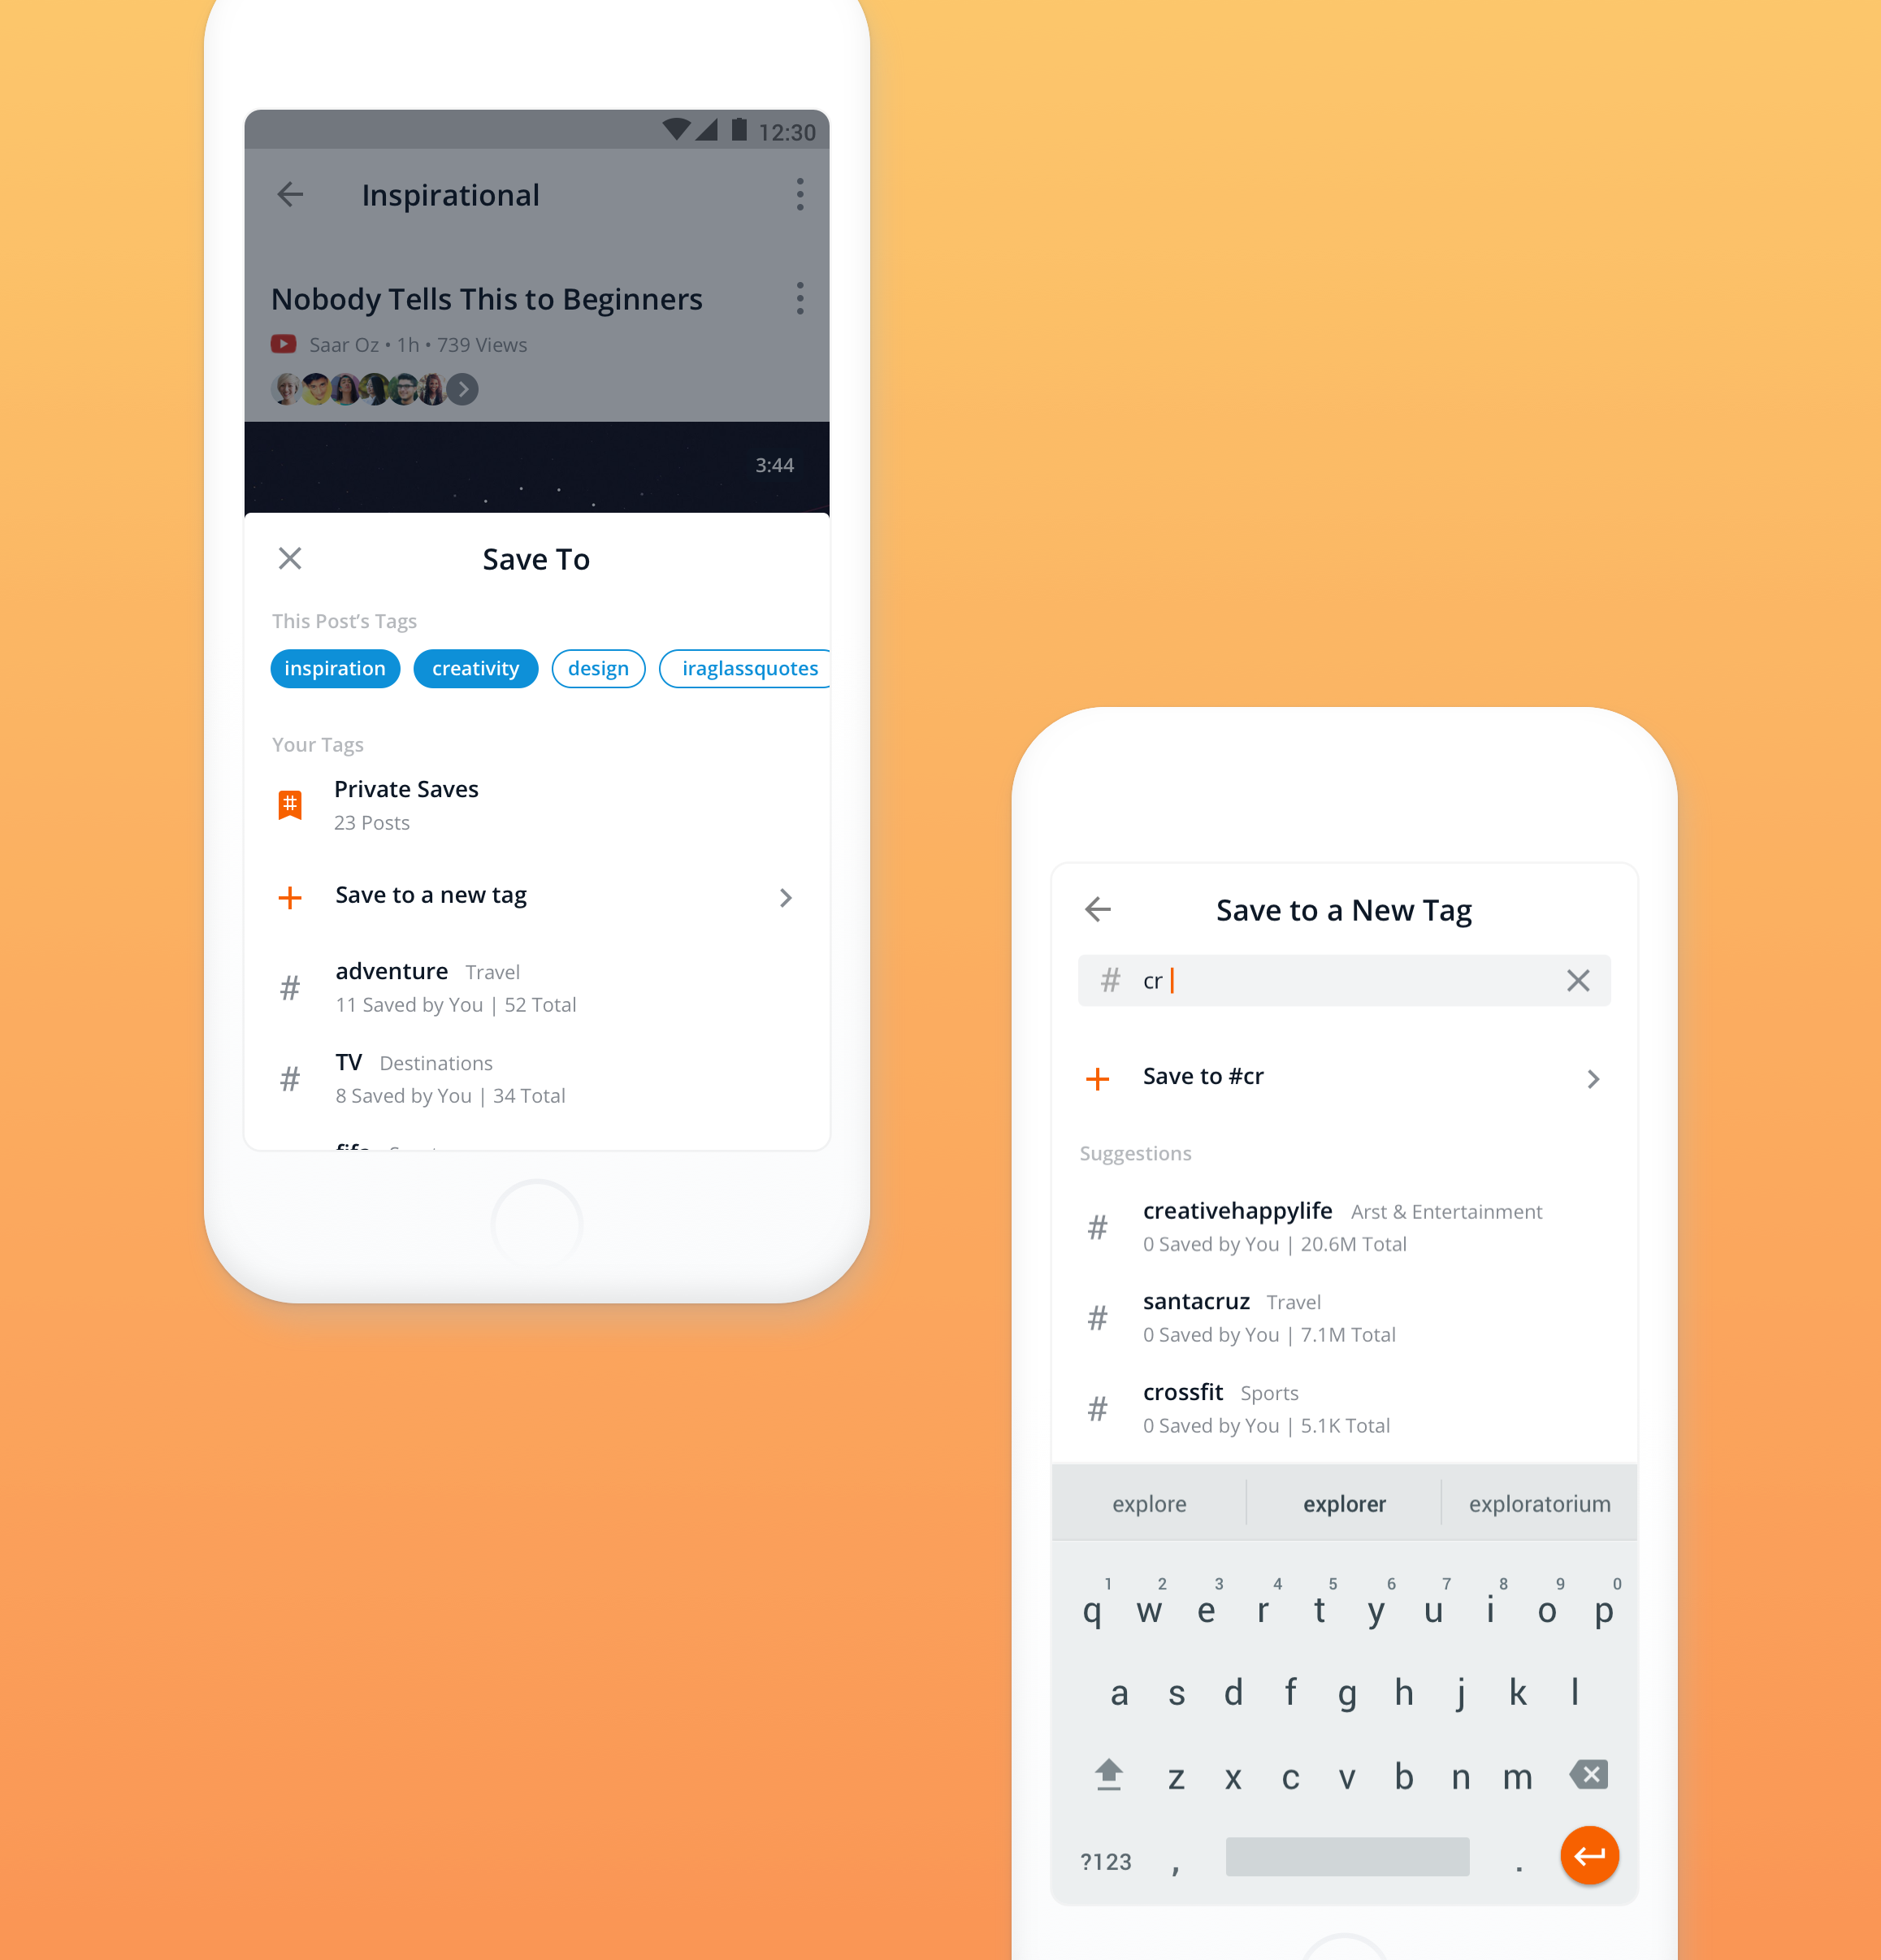 12:30
Inspirational
Nobody Tells This to Beginners
Saar Oz • 1h • 739 Views
3:44
Save To
This Post's Tags
inspiration creativity design iraglassquotes
Your Tags
Private Saves
23 Posts
Save to a new tag
# adventure Travel
11 Saved by You | 52 Total
# TV Destinations
8 Saved by You | 34 Total
Save to a New Tag
# cr
Save to #cr
Suggestions
# creativehappylife Arst & Entertainment
0 Saved by You | 20.6M Total
# santacruz Travel
0 Saved by You | 7.1M Total
# crossfit Sports
0 Saved by You | 5.1K Total
explore explorer exploratorium
1 2 3 4 5 6 7 8 9 0
q w e r t y u i o p
a s d f g h j k l
z x c v b n m
?123 , .